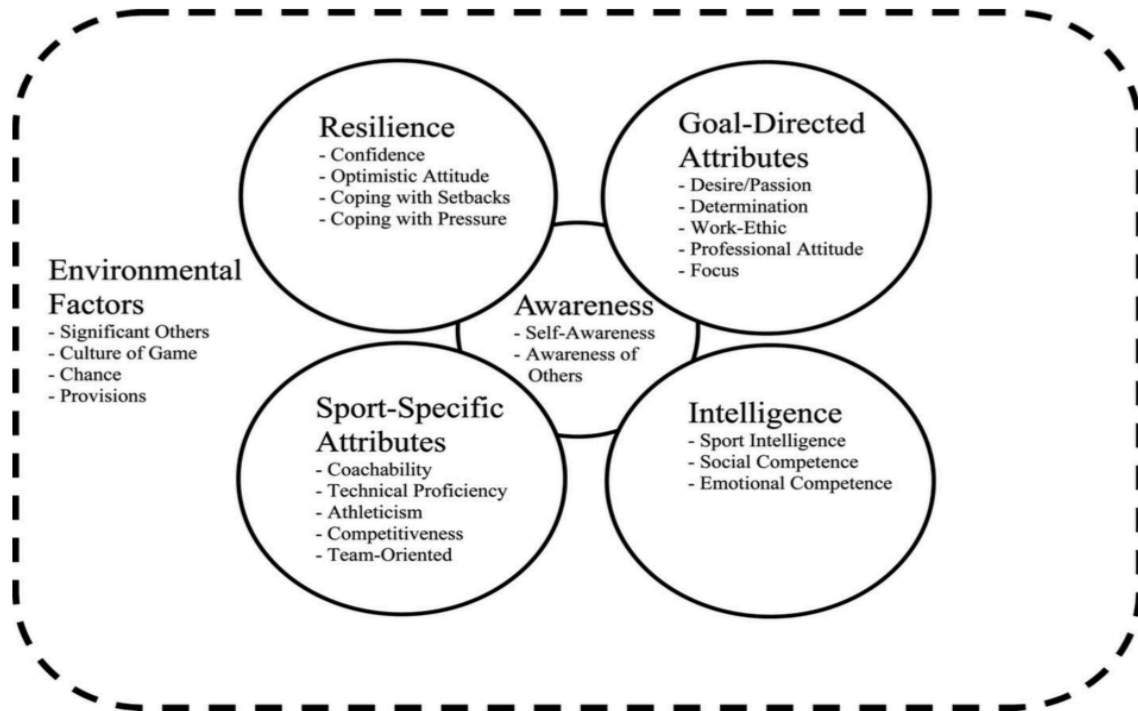 Resilience
- Confidence
- Optimistic Attitude
- Coping with Setbacks
- Coping with Pressure
Goal-Directed
Attributes
- Desire/Passion
- Determination
- Work-Ethic
- Professional Attitude
- Focus
Environmental
Factors
- Significant Others
- Culture of Game
- Chance
- Provisions
Awareness
- Self-Awareness
- Awareness of
Others
Sport-Specific
Attributes
- Coachability
- Technical Proficiency
- Athleticism
- Competitiveness
- Team-Oriented
Intelligence
- Sport Intelligence
- Social Competence
- Emotional Competence